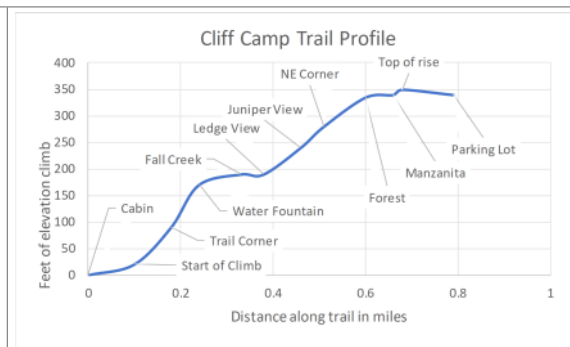 Cliff Camp Trail Profile
Feet of elevation climb
400
350
300
250
200
150
100
50
0
Top of rise
NE Corner
Juniper View
Ledge View
Fall Creek
Parking Lot
Manzanita
Forest
Cabin
Water Fountain
Trail Corner
Start of Climb
0
0.2
0.4
0.6
0.8
1
Distance along trail in miles